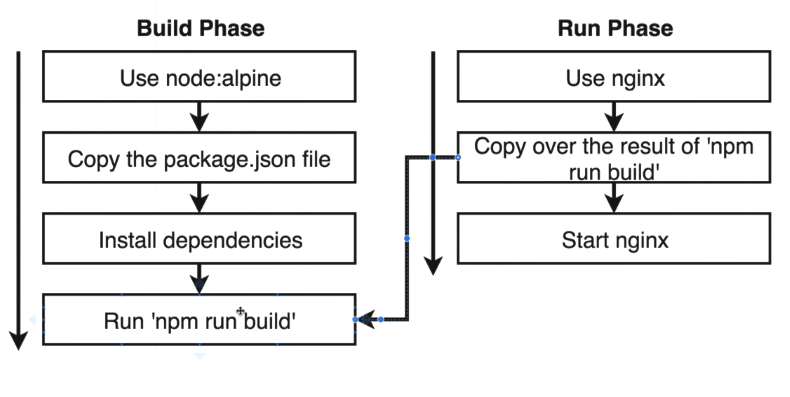 Build Phase
Use node:alpine
Copy the package.json file
Install dependencies
Run 'npm run build'
Run Phase
Use nginx
Copy over the result of 'npm
run build'
Start nginx